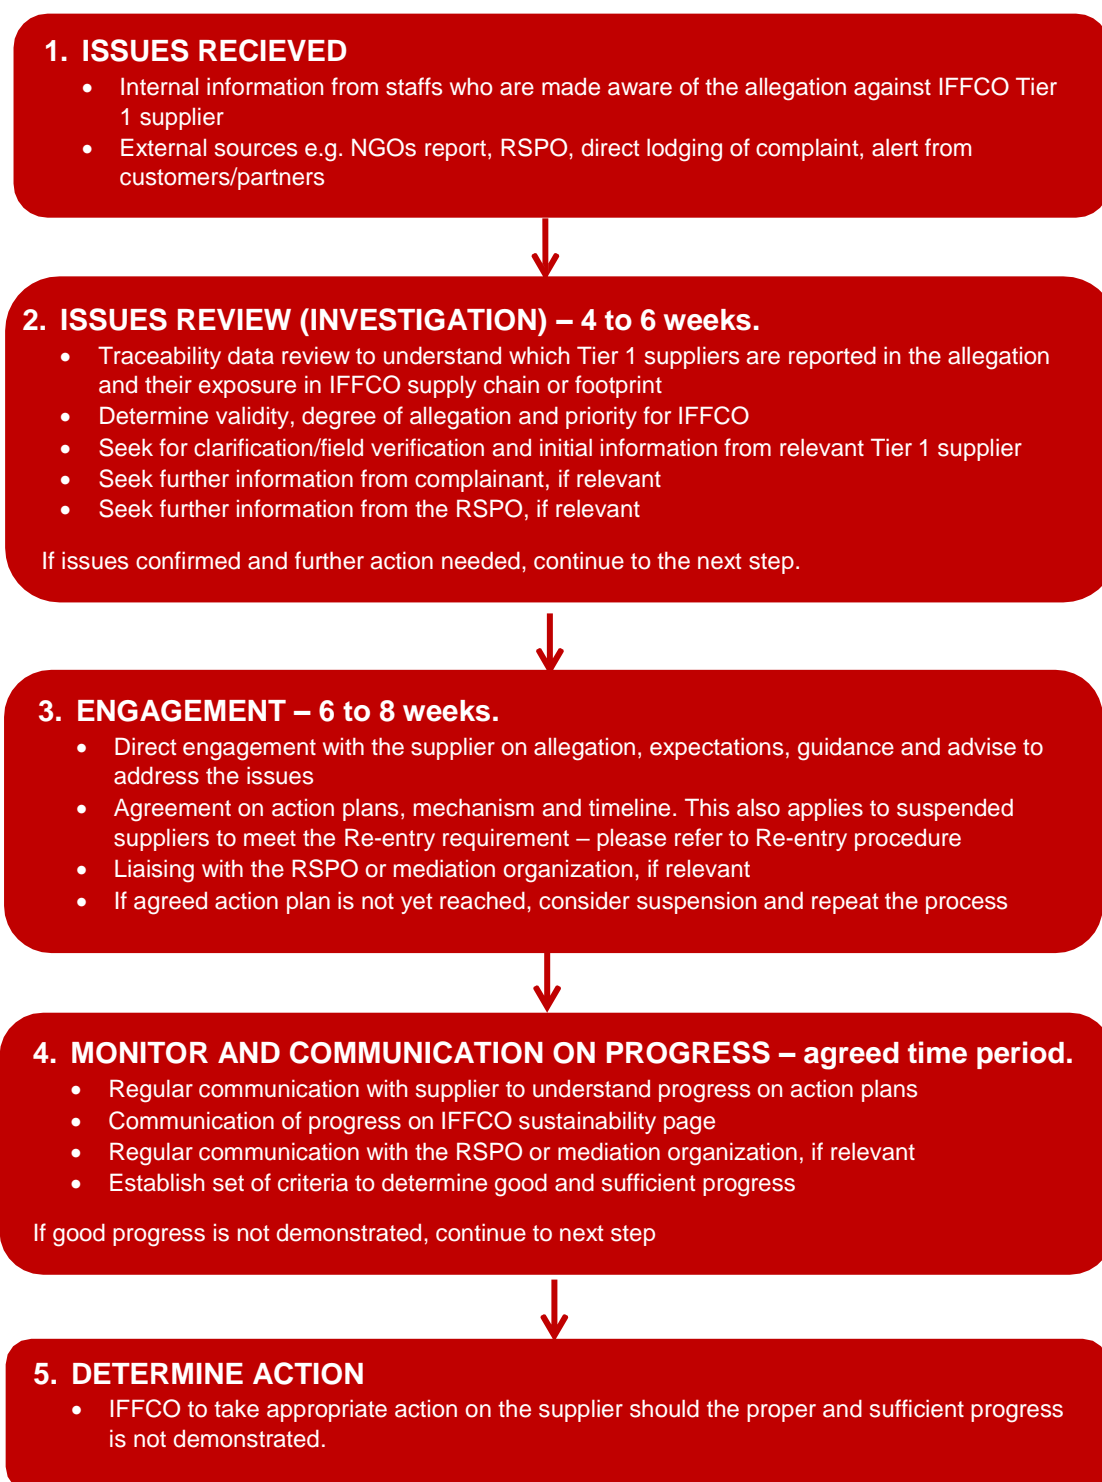 1. ISSUES RECIEVED
• Internal information from staffs who are made aware of the allegation against IFFCO Tier
1 supplier
• External sources e.g. NGOs report, RSPO, direct lodging of complaint, alert from
customers/partners
2. ISSUES REVIEW (INVESTIGATION) – 4 to 6 weeks.
• Traceability data review to understand which Tier 1 suppliers are reported in the allegation
and their exposure in IFFCO supply chain or footprint
• Determine validity, degree of allegation and priority for IFFCO
• Seek for clarification/field verification and initial information from relevant Tier 1 supplier
• Seek further information from complainant, if relevant
• Seek further information from the RSPO, if relevant
If issues confirmed and further action needed, continue to the next step.
3. ENGAGEMENT – 6 to 8 weeks.
• Direct engagement with the supplier on allegation, expectations, guidance and advise to
address the issues
• Agreement on action plans, mechanism and timeline. This also applies to suspended
suppliers to meet the Re-entry requirement – please refer to Re-entry procedure
• Liaising with the RSPO or mediation organization, if relevant
• If agreed action plan is not yet reached, consider suspension and repeat the process
4. MONITOR AND COMMUNICATION ON PROGRESS – agreed time period.
• Regular communication with supplier to understand progress on action plans
• Communication of progress on IFFCO sustainability page
• Regular communication with the RSPO or mediation organization, if relevant
• Establish set of criteria to determine good and sufficient progress
If good progress is not demonstrated, continue to next step
5. DETERMINE ACTION
• IFFCO to take appropriate action on the supplier should the proper and sufficient progress
is not demonstrated.